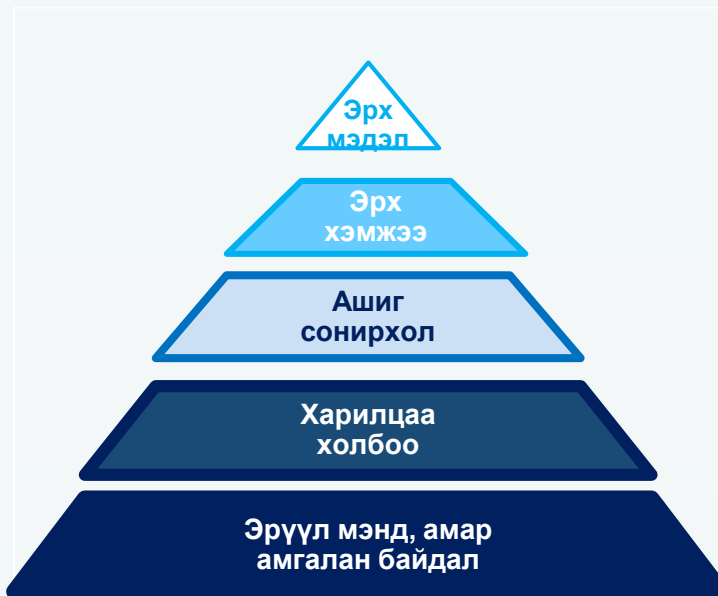 Эрх
мэдэл
Эрх
хэмжээ
Ашиг
сонирхол
Харилцаа
холбоо
Эрүүл мэнд, амар
амгалан байдал